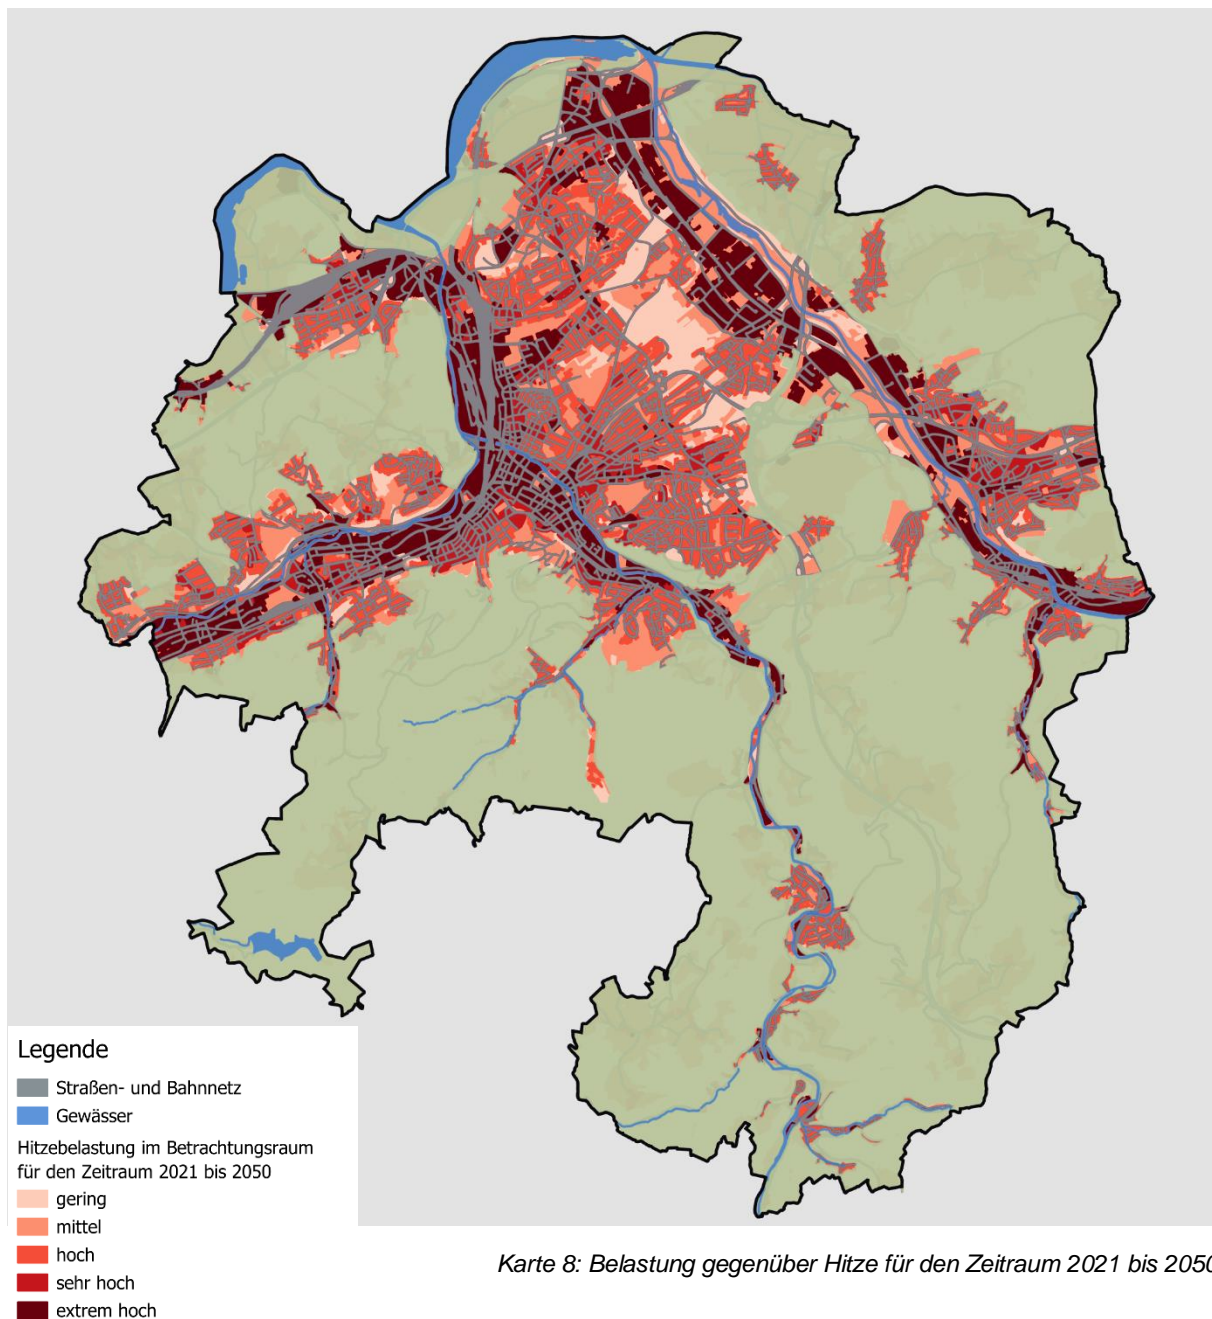 Legende
Straßen- und Bahnnetz
Gewässer
Hitzebelastung im Betrachtungsraum
für den Zeitraum 2021 bis 2050
gering
mittel
hoch
sehr hoch
extrem hoch
Karte 8: Belastung gegenüber Hitze für den Zeitraum 2021 bis 2050